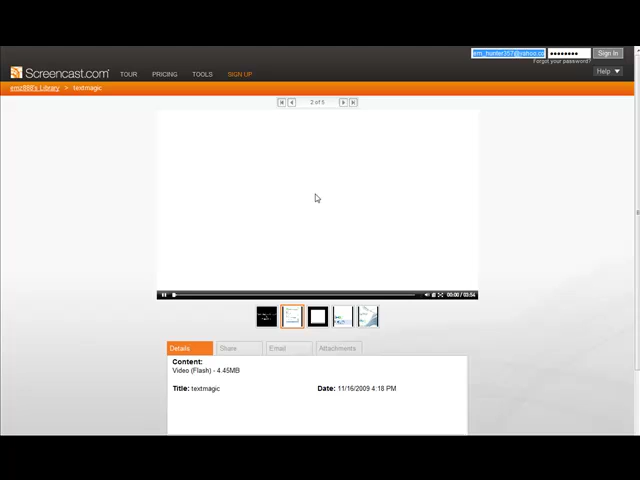 em_hunter357@yahoo.co Sign In
Forgot your password?
Screencast.com TOUR PRICING TOOLS SIGN UP Help
emz888's Library > textmagic
2 of 5
00:00 / 03:54
Details Share Email Attachments
Content:
Video (Flash) - 4.45MB
Title: textmagic Date: 11/16/2009 4:18 PM